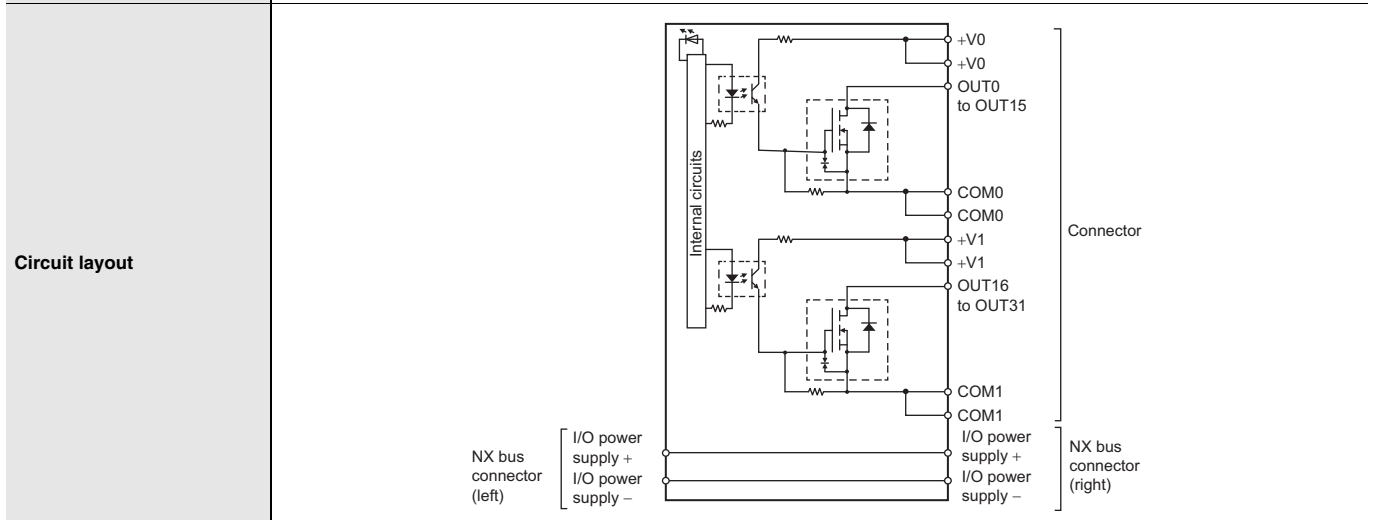 Circuit layout
Internal circuits
+V0
+V0
OUT0
to OUT15
COM0
COM0
+V1
+V1
OUT16
to OUT31
COM1
COM1
Connector
NX bus
connector
(left)
I/O power
supply +
I/O power
supply −
I/O power
supply +
I/O power
supply −
NX bus
connector
(right)